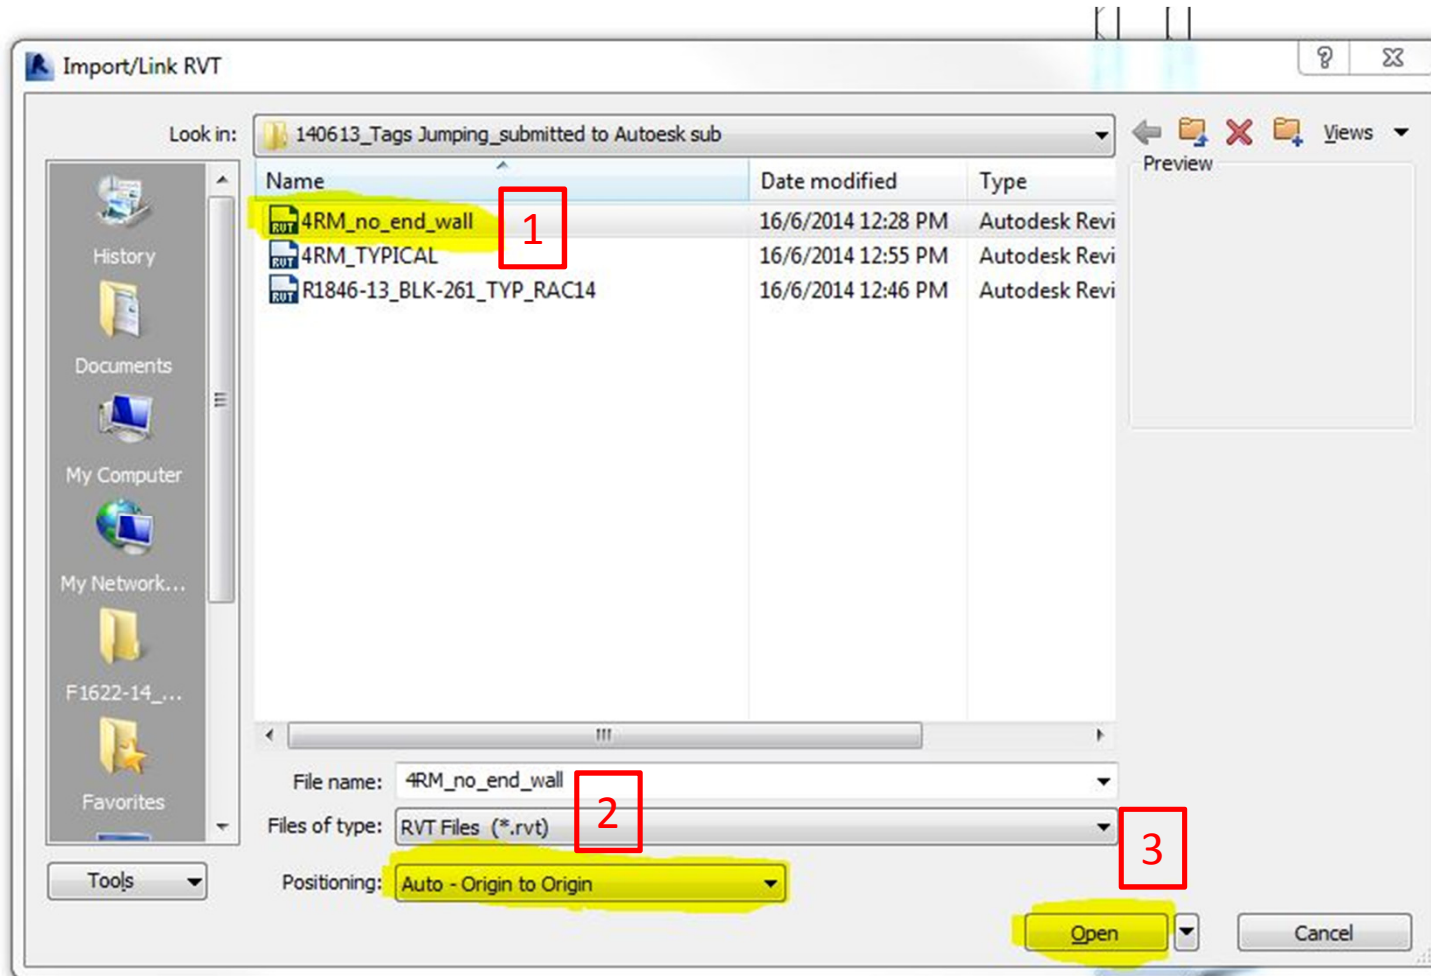 Import/Link RVT
Look in: 140613_Tags Jumping_submitted to Autoesk sub Views
Preview
Name Date modified Type
4RM_no_end_wall 16/6/2014 12:28 PM Autodesk Revi
1
4RM_TYPICAL 16/6/2014 12:55 PM Autodesk Revi
R1846-13_BLK-261_TYP_RAC14 16/6/2014 12:46 PM Autodesk Revi
RVT
RVT
RVT
History
Documents
My Computer
My Network...
F1622-14_...
Favorites
File name: 4RM_no_end_wall
2
Files of type: RVT Files (*.rvt)
3
Tools
Positioning: Auto - Origin to Origin
Open Cancel